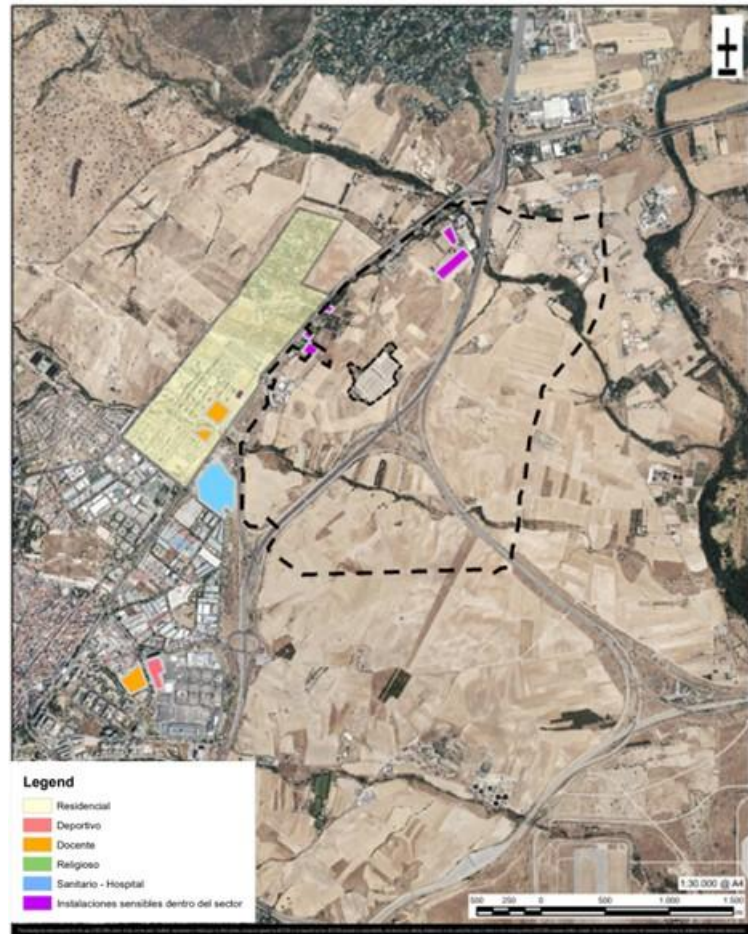 Legend
Residencial
Deportivo
Docente
Religioso
Sanitario - Hospital
Instalaciones sensibles dentro del sector
1:30.000 @ A4
500 250 0 500 1.000 1.500